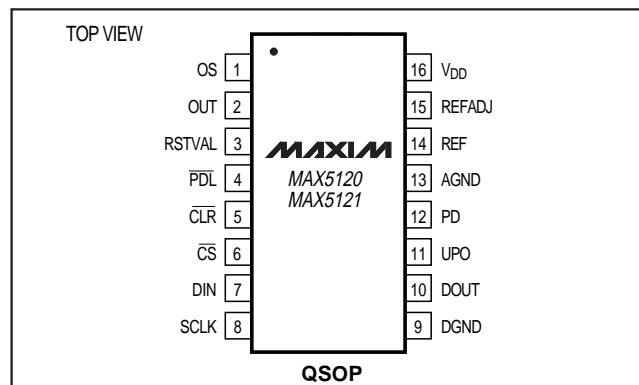 TOP VIEW
OS 1
OUT 2
RSTVAL 3
PDL 4
CLR 5
CS 6
DIN 7
SCLK 8
MAXIM
MAX5120
MAX5121
16 VDD
15 REFADJ
14 REF
13 AGND
12 PD
11 UPO
10 DOUT
9 DGND
QSOP